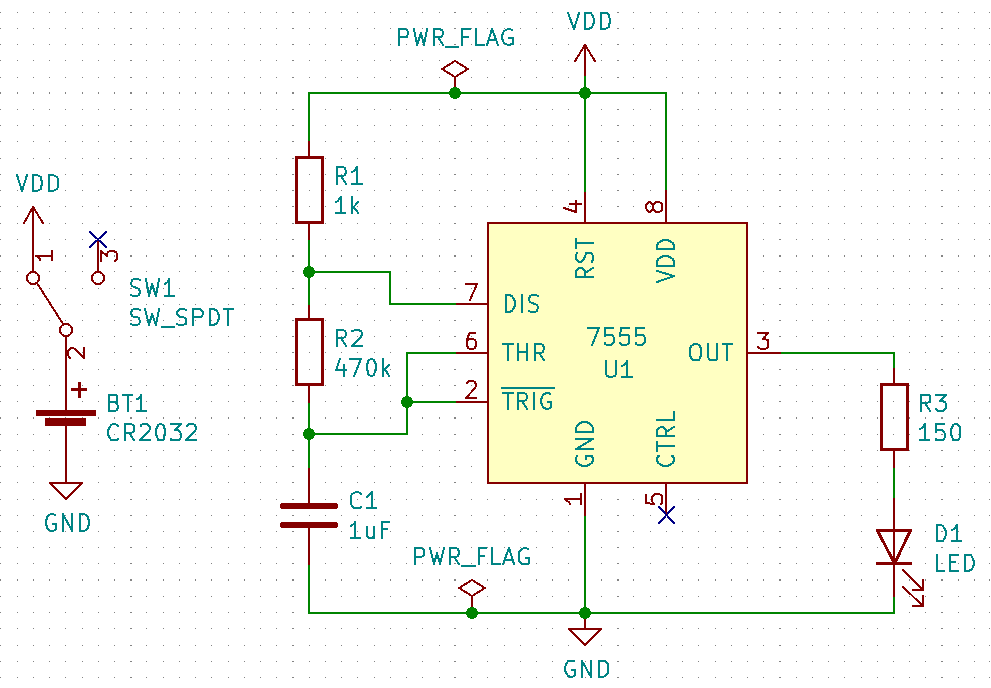 VDD
PWR_FLAG
VDD
1
3
SW1
SW_SPDT
2
+
BT1
CR2032
GND
R1
1k
R2
470k
C1
1uF
4
8
RST
VDD
7
DIS
6
THR
2
TRIG
7555
U1
OUT
3
GND
CTRL
1
5
R3
150
D1
LED
PWR_FLAG
GND